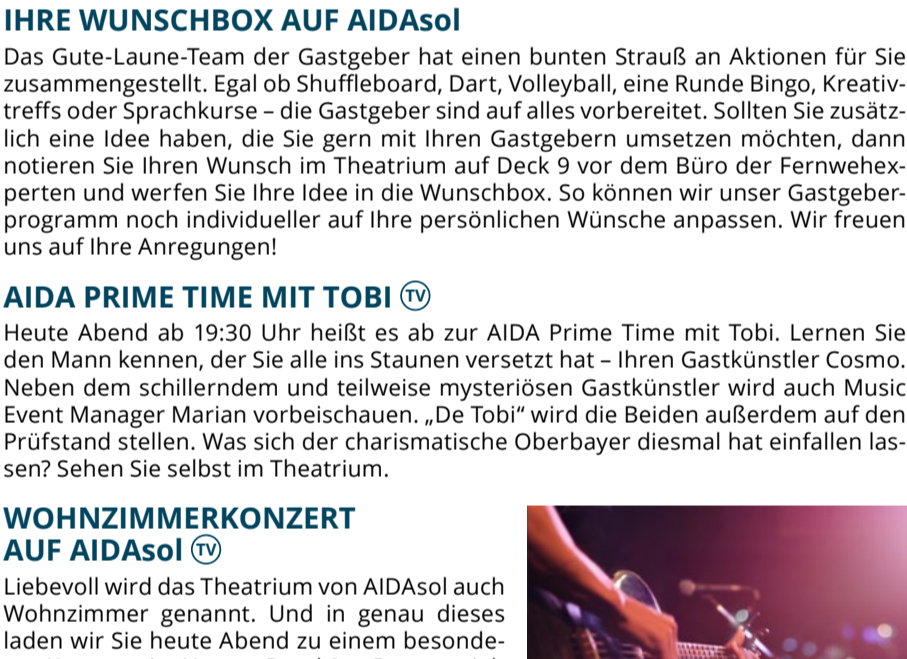 IHRE WUNSCHBOX AUF AIDAsol
Das Gute-Laune-Team der Gastgeber hat einen bunten Strauß an Aktionen für Sie
zusammengestellt. Egal ob Shuffleboard, Dart, Volleyball, eine Runde Bingo, Kreativ-
treffs oder Sprachkurse – die Gastgeber sind auf alles vorbereitet. Sollten Sie zusätz-
lich eine Idee haben, die Sie gern mit Ihren Gastgebern umsetzen möchten, dann
notieren Sie Ihren Wunsch im Theatrium auf Deck 9 vor dem Büro der Fernwehex-
perten und werfen Sie Ihre Idee in die Wunschbox. So können wir unser Gastgeber-
programm noch individueller auf Ihre persönlichen Wünsche anpassen. Wir freuen
uns auf Ihre Anregungen!
AIDA PRIME TIME MIT TOBI TV
Heute Abend ab 19:30 Uhr heißt es ab zur AIDA Prime Time mit Tobi. Lernen Sie
den Mann kennen, der Sie alle ins Staunen versetzt hat – Ihren Gastkünstler Cosmo.
Neben dem schillerndem und teilweise mysteriösen Gastkünstler wird auch Music
Event Manager Marian vorbeischauen. „De Tobi“ wird die Beiden außerdem auf den
Prüfstand stellen. Was sich der charismatische Oberbayer diesmal hat einfallen las-
sen? Sehen Sie selbst im Theatrium.
WOHNZIMMERKONZERT
AUF AIDAsol TV
Liebevoll wird das Theatrium von AIDAsol auch
Wohnzimmer genannt. Und in genau dieses
laden wir Sie heute Abend zu einem besonde-